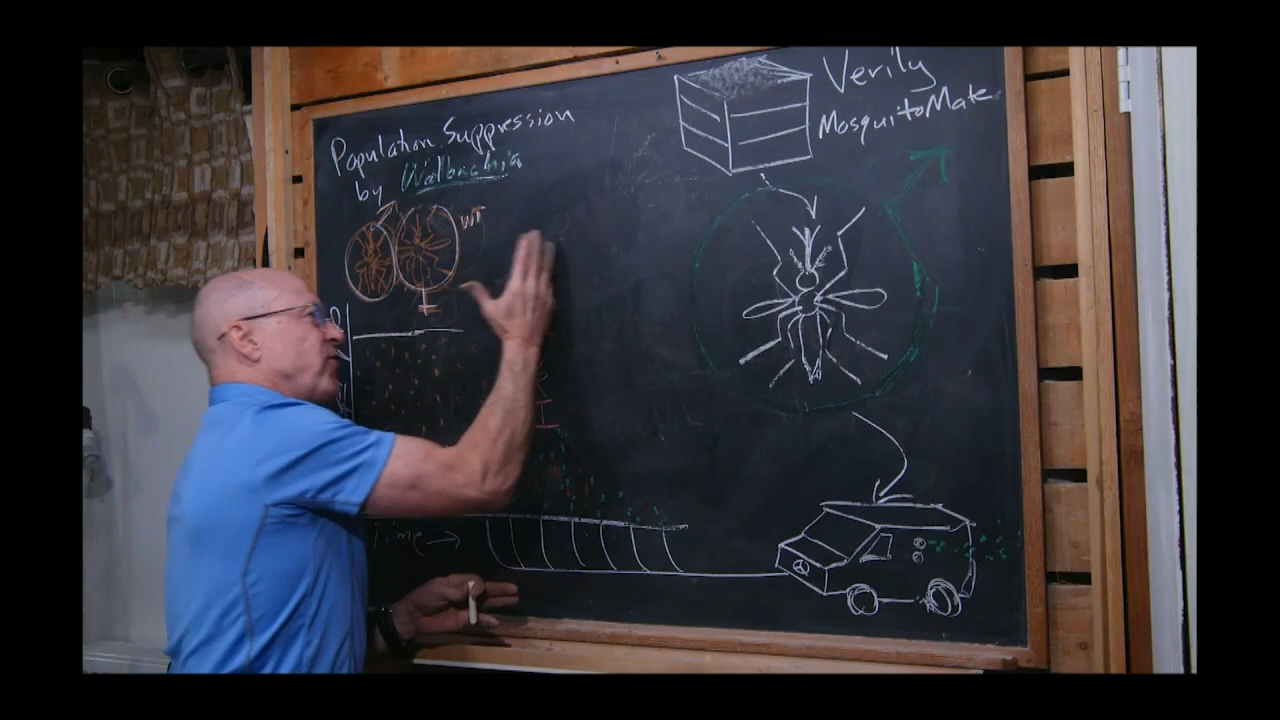 Population Suppression
by Wolbachia
Verily
MosquitoMate
WT
Time →